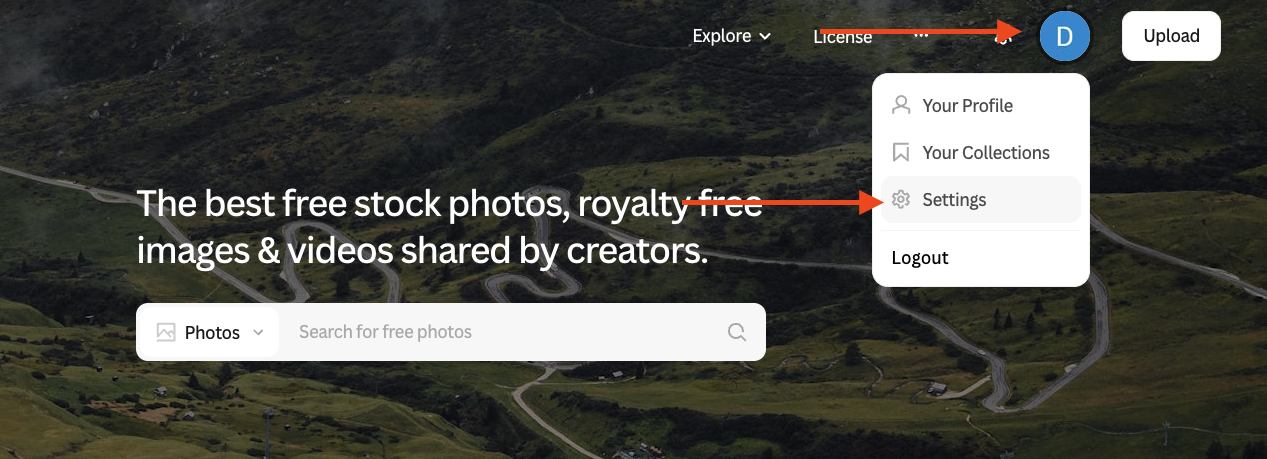 Explore
License
...
D
Upload
Your Profile
Your Collections
Settings
Logout
The best free stock photos, royalty free
images & videos shared by creators.
Photos
Search for free photos